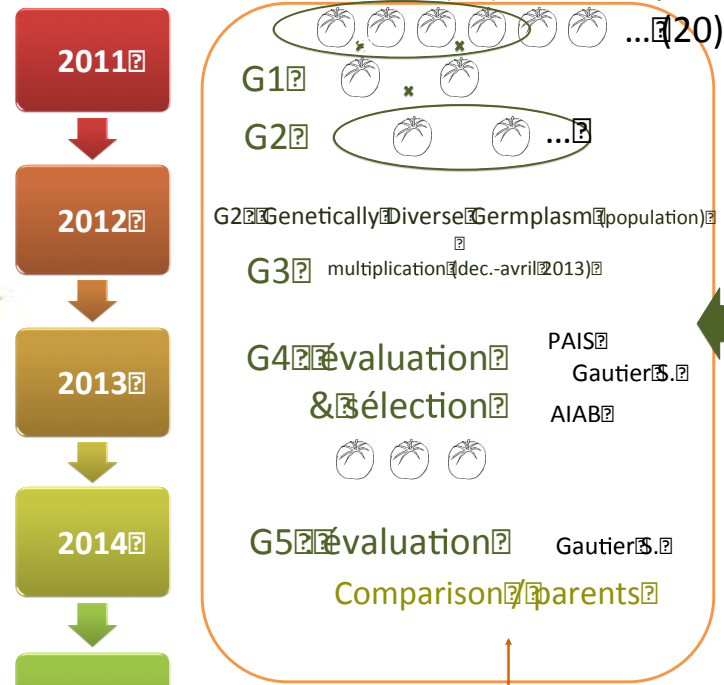 2011
... (20)
G1
G2 ...
2012
G2 Genetically Diverse Germplasm (population)
G3 multiplication (dec.-avril 2013)
2013
G4 évaluation
& sélection
PAIS
Gautier S.
AIAB
2014
G5 évaluation
Gautier S.
Comparison / parents